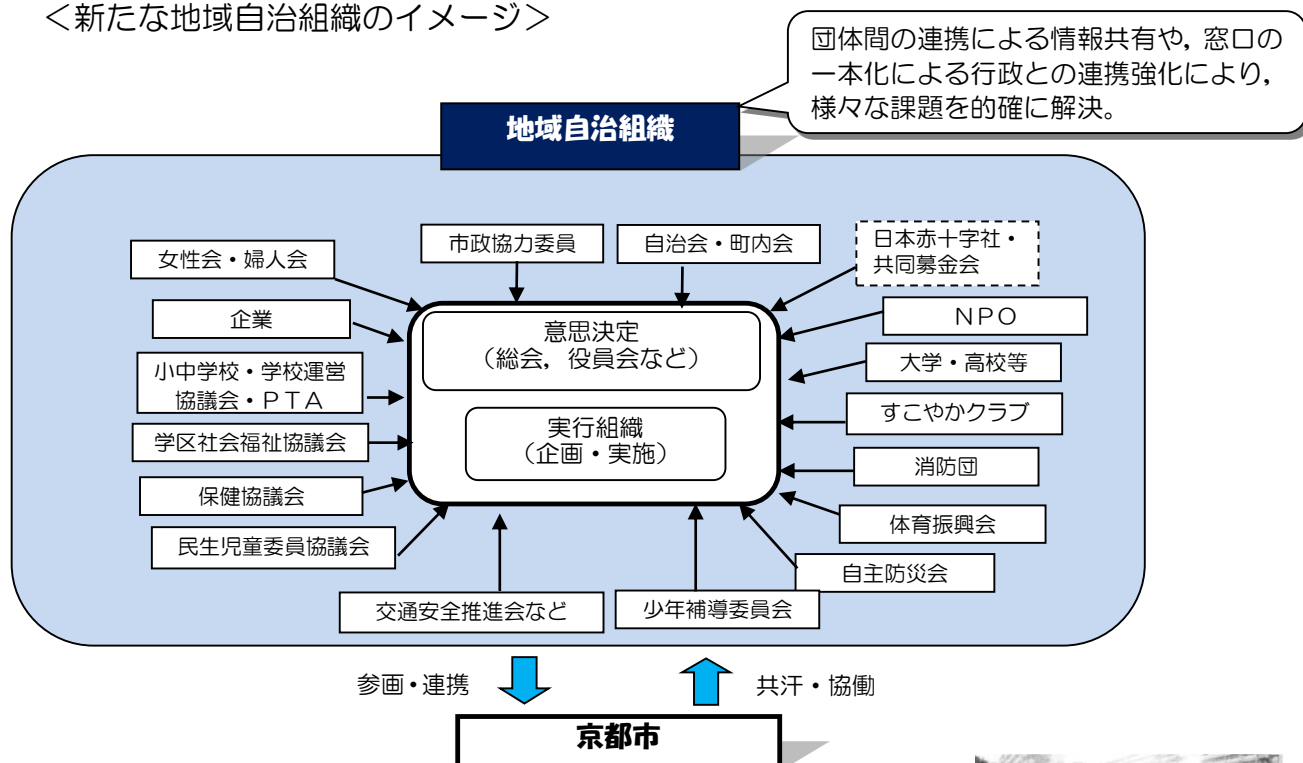 ＜新たな地域自治組織のイメージ＞
団体間の連携による情報共有や，窓口の
一本化による行政との連携強化により，
様々な課題を的確に解決。
地域自治組織
市政協力委員
自治会・町内会
日本赤十字社・
共同募金会
女性会・婦人会
企業
小中学校・学校運営
協議会・ＰＴＡ
学区社会福祉協議会
保健協議会
民生児童委員協議会
意思決定
（総会，役員会など）
実行組織
（企画・実施）
ＮＰＯ
大学・高校等
すこやかクラブ
消防団
体育振興会
自主防災会
交通安全推進会など
少年補導委員会
参画・連携
共汗・協働
京都市